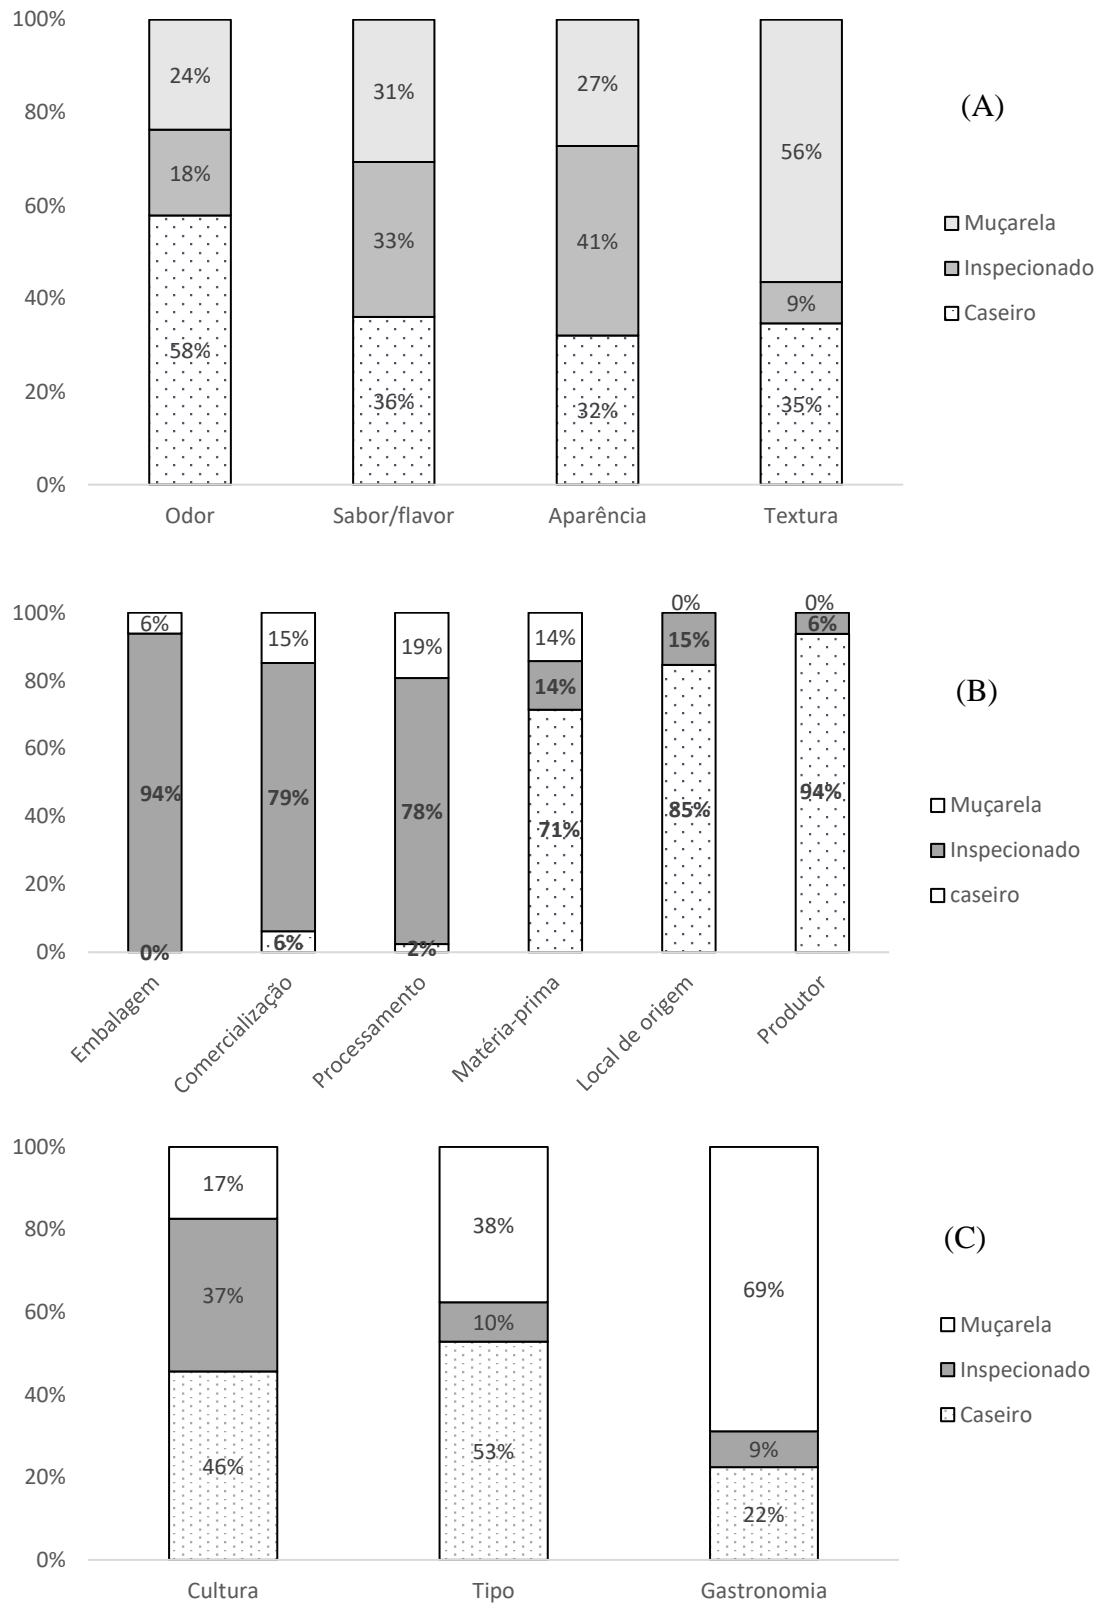 100%
80%
60%
40%
20%
0%
24%
18%
58%
31%
33%
36%
27%
41%
32%
56%
9%
35%
Odor
Sabor/flavor
Aparência
Textura
(A)
Muçarela
Inspecionado
Caseiro
100%
80%
60%
40%
20%
0%
6%
94%
0%
15%
79%
6%
19%
78%
2%
14%
14%
71%
0%
15%
85%
0%
6%
94%
Embalagem
Comercialização
Processamento
Matéria-prima
Local de origem
Produtor
(B)
Muçarela
Inspecionado
caseiro
100%
80%
60%
40%
20%
0%
17%
37%
46%
38%
10%
53%
69%
9%
22%
Cultura
Tipo
Gastronomia
(C)
Muçarela
Inspecionado
Caseiro